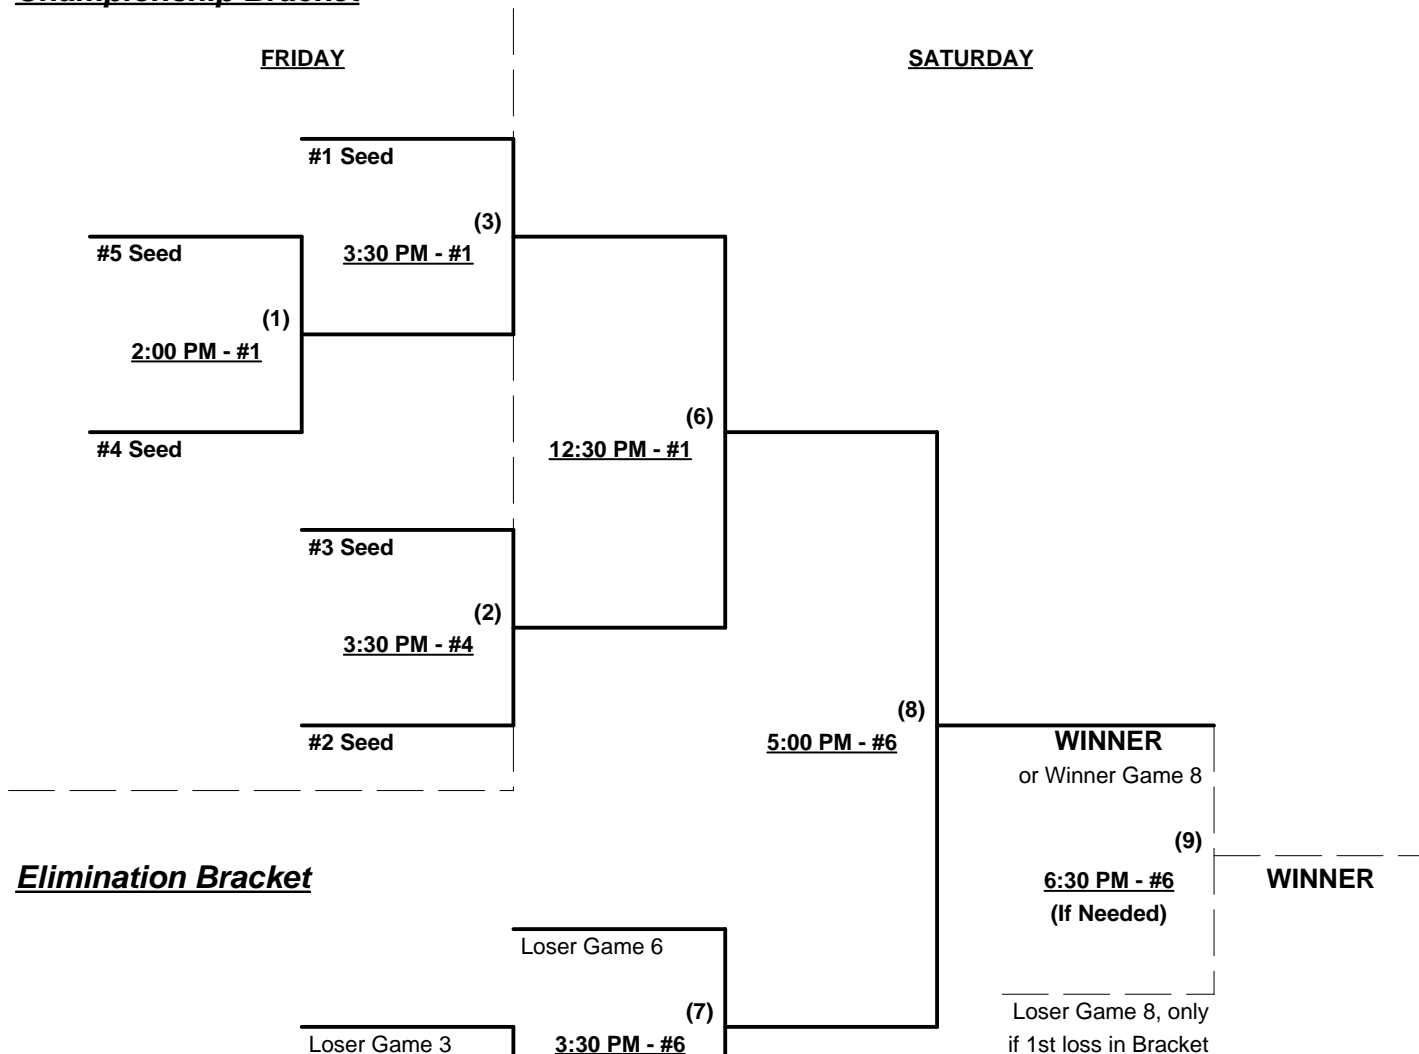 Championship Bracket
FRIDAY
SATURDAY
#1 Seed
(3)
#5 Seed
3:30 PM - #1
(1)
2:00 PM - #1
(6)
#4 Seed
12:30 PM - #1
#3 Seed
(2)
3:30 PM - #4
(8)
#2 Seed
5:00 PM - #6
WINNER
or Winner Game 8
(9)
Elimination Bracket
6:30 PM - #6
WINNER
(If Needed)
Loser Game 6
(7)
Loser Game 8, only
Loser Game 3
3:30 PM - #6
if 1st loss in Bracket